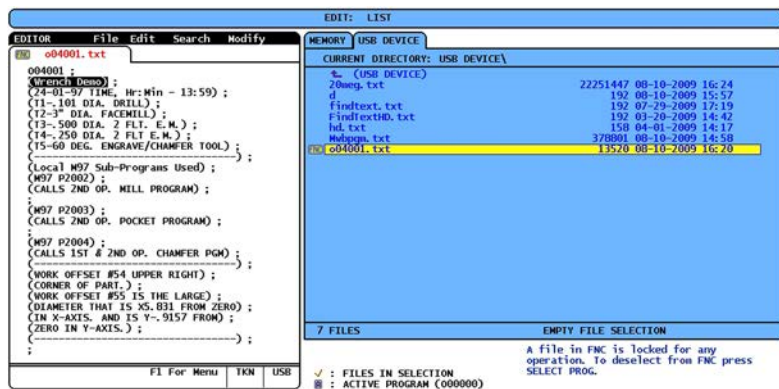 EDIT: LIST
EDITOR File Edit Search Modify
FNC o04001.txt
O04001 ;
(Wrench Demo) ;
(24-01-97 TIME, Hr:Min - 13:59) ;
(T1-.101 DIA. DRILL) ;
(T2-3" DIA. FACEMILL) ;
(T3-.500 DIA. 2 FLT. E.M.) ;
(T4-.250 DIA. 2 FLT E.M.) ;
(T5-60 DEG. ENGRAVE/CHAMFER TOOL) ;
(----------------------------------) ;
(Local M97 Sub-Programs Used) ;
(M97 P2002) ;
(CALLS 2ND OP. MILL PROGRAM) ;
;
(M97 P2003) ;
(CALLS 2ND OP. POCKET PROGRAM) ;
;
(M97 P2004) ;
(CALLS 1ST & 2ND OP. CHAMFER PGM) ;
(----------------------------------) ;
(WORK OFFSET #54 UPPER RIGHT) ;
(CORNER OF PART.) ;
(WORK OFFSET #55 IS THE LARGE) ;
(DIAMETER THAT IS X5.831 FROM ZERO) ;
(IN X-AXIS. AND IS Y-.9157 FROM) ;
(ZERO IN Y-AXIS.) ;
(----------------------------------) ;
;
F1 For Menu TKN USB
MEMORY USB DEVICE
CURRENT DIRECTORY: USB DEVICE\
(USB DEVICE)
20meg.txt 22251447 08-10-2009 16:24
d 192 08-10-2009 15:57
findtext.txt 192 07-29-2009 17:19
FindTextHD.txt 192 03-20-2009 14:42
hd.txt 158 04-01-2009 14:17
Mvbpgm.txt 378801 08-10-2009 14:58
FNC o04001.txt 13520 08-10-2009 16:20
7 FILES EMPTY FILE SELECTION
✓ : FILES IN SELECTION
: ACTIVE PROGRAM (O00000)
A file in FNC is locked for any
operation. To deselect from FNC press
SELECT PROG.